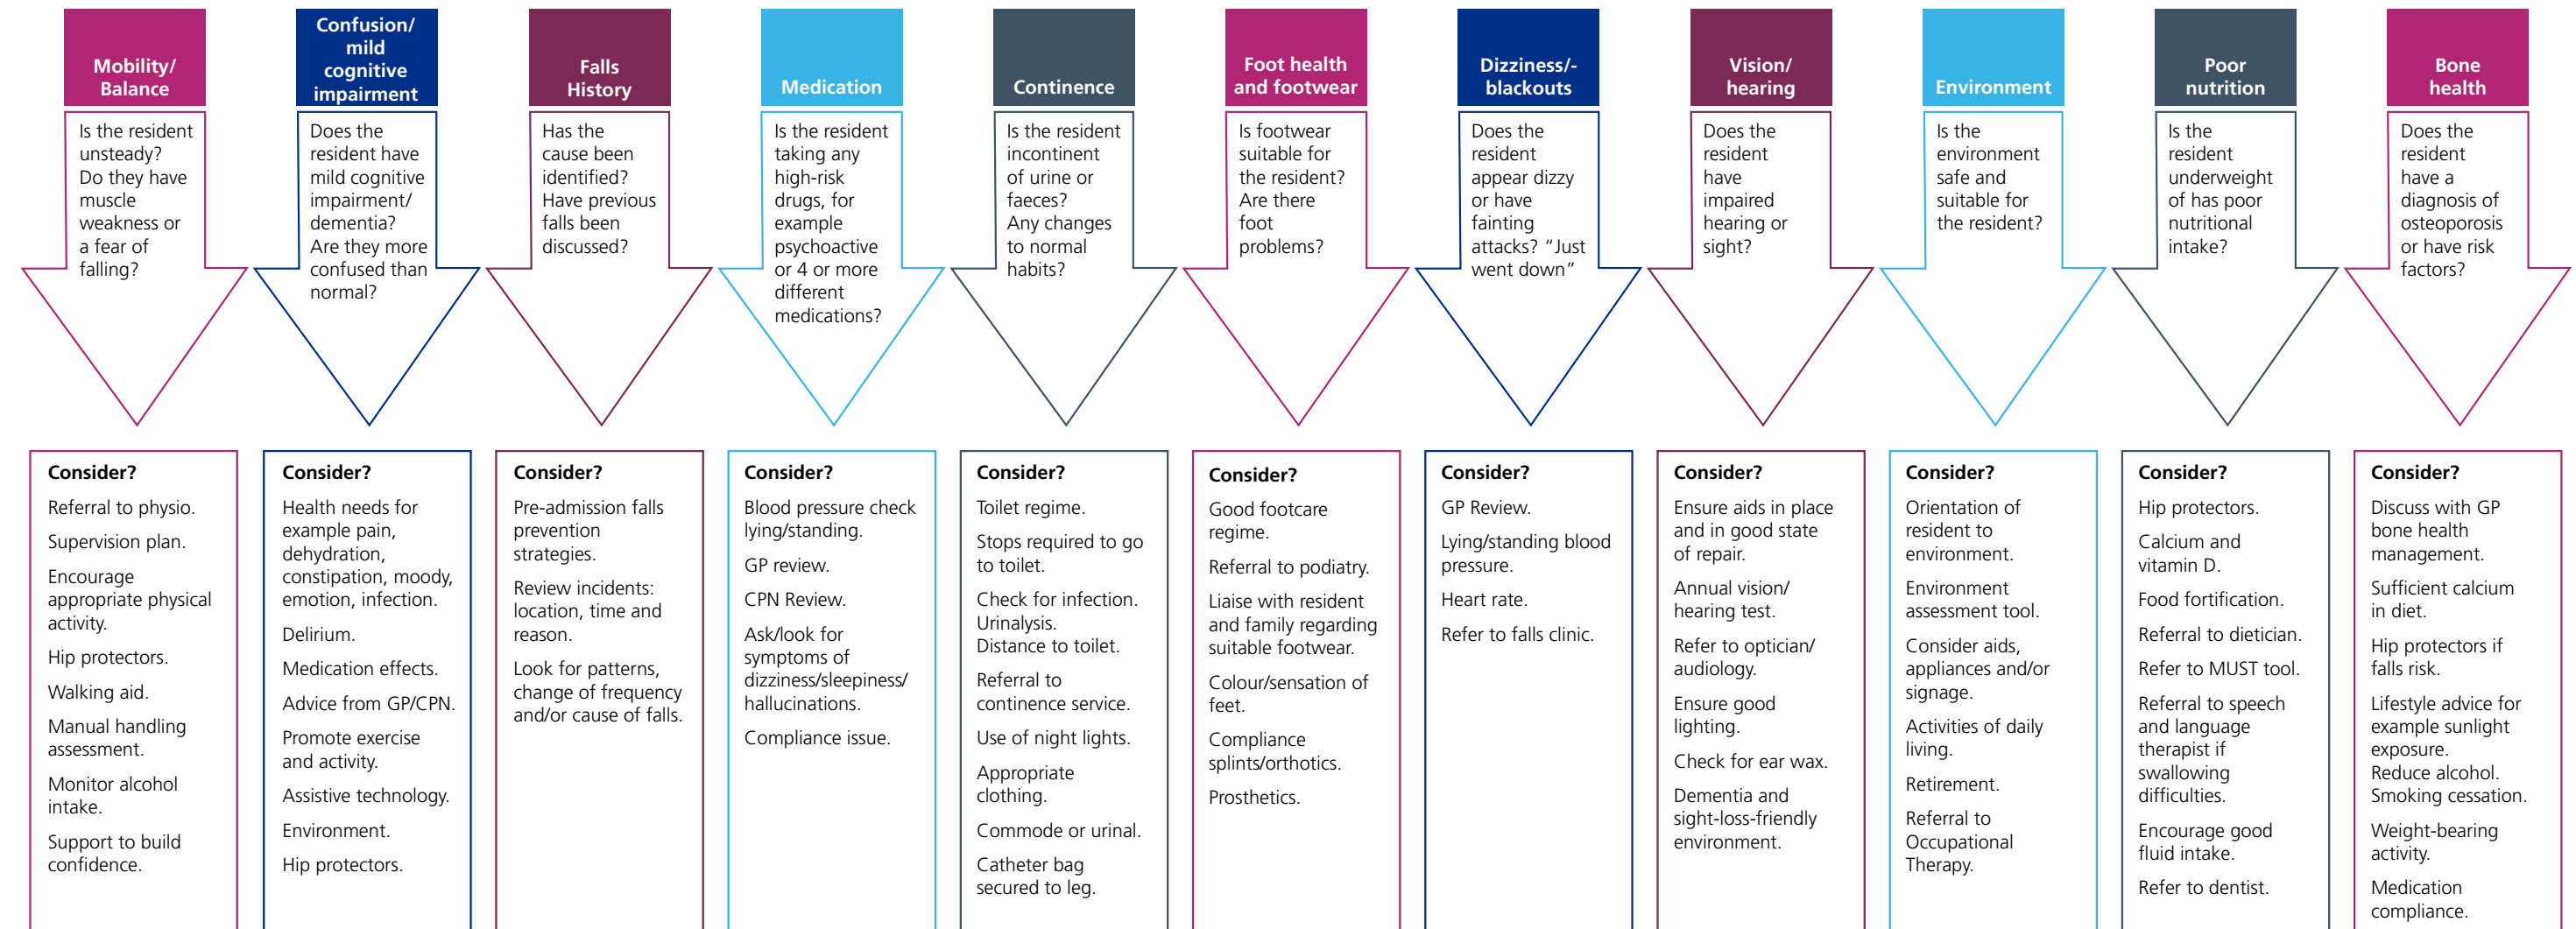 Mobility/
Balance
Is the resident
unsteady?
Do they have
muscle
weakness or
a fear of
falling?
Consider?
Referral to physio.
Supervision plan.
Encourage
appropriate physical
activity.
Hip protectors.
Walking aid.
Manual handling
assessment.
Monitor alcohol
intake.
Support to build
confidence.
Confusion/
mild
cognitive
impairment
Does the
resident have
mild cognitive
impairment/
dementia?
Are they more
confused than
normal?
Consider?
Health needs for
example pain,
dehydration,
constipation, moody,
emotion, infection.
Delirium.
Medication effects.
Advice from GP/CPN.
Promote exercise
and activity.
Assistive technology.
Environment.
Hip protectors.
Falls
History
Has the
cause been
identified?
Have previous
falls been
discussed?
Consider?
Pre-admission falls
prevention
strategies.
Review incidents:
location, time and
reason.
Look for patterns,
change of frequency
and/or cause of falls.
Medication
Is the resident
taking any
high-risk
drugs, for
example
psychoactive
or 4 or more
different
medications?
Consider?
Blood pressure check
lying/standing.
GP review.
CPN Review.
Ask/look for
symptoms of
dizziness/sleepiness/
hallucinations.
Compliance issue.
Continence
Is the resident
incontinent
of urine or
faeces?
Any changes
to normal
habits?
Consider?
Toilet regime.
Stops required to go
to toilet.
Check for infection.
Urinalysis.
Distance to toilet.
Referral to
continence service.
Use of night lights.
Appropriate
clothing.
Commode or urinal.
Catheter bag
secured to leg.
Foot health
and footwear
Is footwear
suitable for
the resident?
Are there
foot
problems?
Consider?
Good footcare
regime.
Referral to podiatry.
Liaise with resident
and family regarding
suitable footwear.
Colour/sensation of
feet.
Compliance
splints/orthotics.
Prosthetics.
Dizziness/-
blackouts
Does the
resident
appear dizzy
or have
fainting
attacks? “Just
went down”
Consider?
GP Review.
Lying/standing blood
pressure.
Heart rate.
Refer to falls clinic.
Vision/
hearing
Does the
resident
have
impaired
hearing or
sight?
Consider?
Ensure aids in place
and in good state
of repair.
Annual vision/
hearing test.
Refer to optician/
audiology.
Ensure good
lighting.
Check for ear wax.
Dementia and
sight-loss-friendly
environment.
Environment
Is the
environment
safe and
suitable for
the resident?
Consider?
Orientation of
resident to
environment.
Environment
assessment tool.
Consider aids,
appliances and/or
signage.
Activities of daily
living.
Retirement.
Referral to
Occupational
Therapy.
Poor
nutrition
Is the
resident
underweight
of has poor
nutritional
intake?
Consider?
Hip protectors.
Calcium and
vitamin D.
Food fortification.
Referral to dietician.
Refer to MUST tool.
Referral to speech
and language
therapist if
swallowing
difficulties.
Encourage good
fluid intake.
Refer to dentist.
Bone
health
Does the
resident
have a
diagnosis of
osteoporosis
or have risk
factors?
Consider?
Discuss with GP
bone health
management.
Sufficient calcium
in diet.
Hip protectors if
falls risk.
Lifestyle advice for
example sunlight
exposure.
Reduce alcohol.
Smoking cessation.
Weight-bearing
activity.
Medication
compliance.